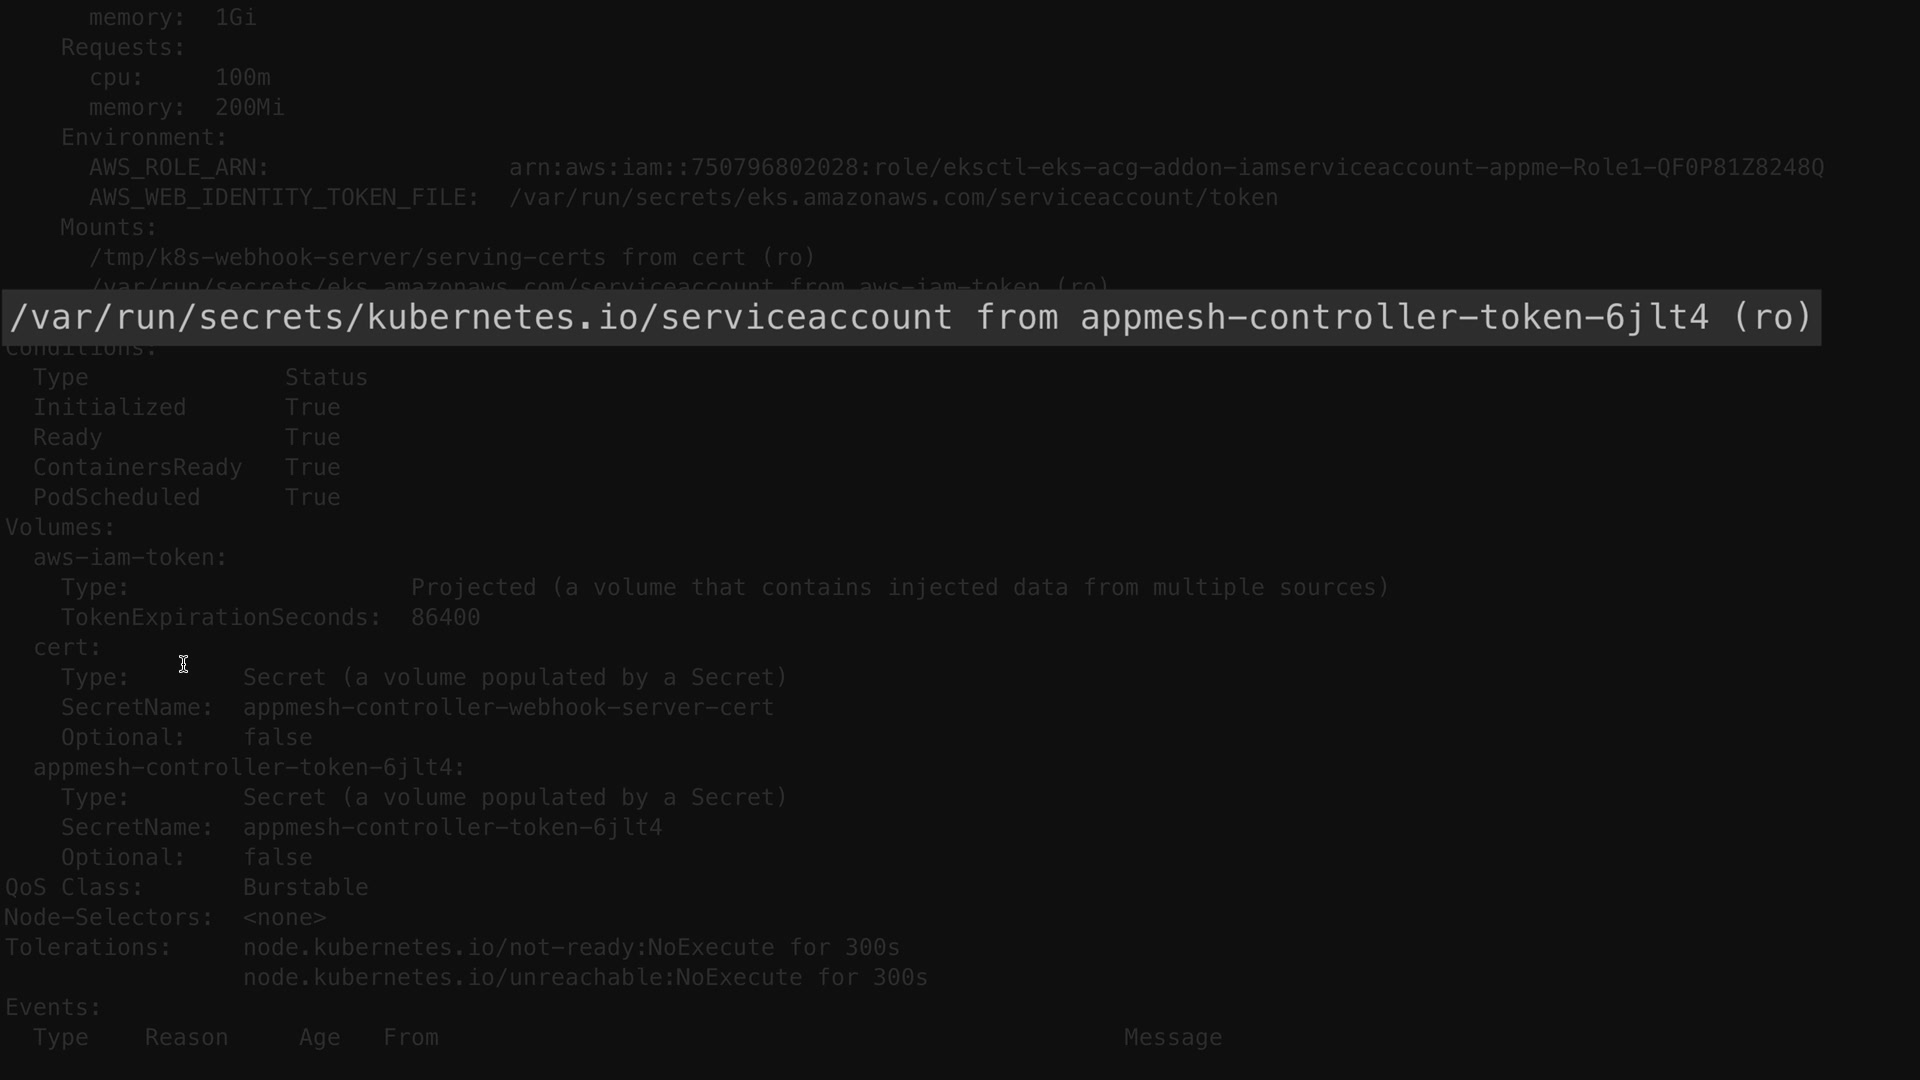 memory:  1Gi
Requests:
cpu:     100m
memory:  200Mi
Environment:
AWS_ROLE_ARN:                 arn:aws:iam::750796802028:role/eksctl-eks-acg-addon-iamserviceaccount-appme-Role1-QF0P81Z8248Q
AWS_WEB_IDENTITY_TOKEN_FILE:  /var/run/secrets/eks.amazonaws.com/serviceaccount/token
Mounts:
/tmp/k8s-webhook-server/serving-certs from cert (ro)
/var/run/secrets/eks.amazonaws.com/serviceaccount from aws-iam-token (ro)
/var/run/secrets/kubernetes.io/serviceaccount from appmesh-controller-token-6jlt4 (ro)
Conditions:
Type              Status
Initialized       True
Ready             True
ContainersReady   True
PodScheduled      True
Volumes:
aws-iam-token:
Type:                    Projected (a volume that contains injected data from multiple sources)
TokenExpirationSeconds:  86400
cert:
Type:        Secret (a volume populated by a Secret)
SecretName:  appmesh-controller-webhook-server-cert
Optional:    false
appmesh-controller-token-6jlt4:
Type:        Secret (a volume populated by a Secret)
SecretName:  appmesh-controller-token-6jlt4
Optional:    false
QoS Class:       Burstable
Node-Selectors:  <none>
Tolerations:     node.kubernetes.io/not-ready:NoExecute for 300s
node.kubernetes.io/unreachable:NoExecute for 300s
Events:
Type    Reason     Age   From                                                 Message